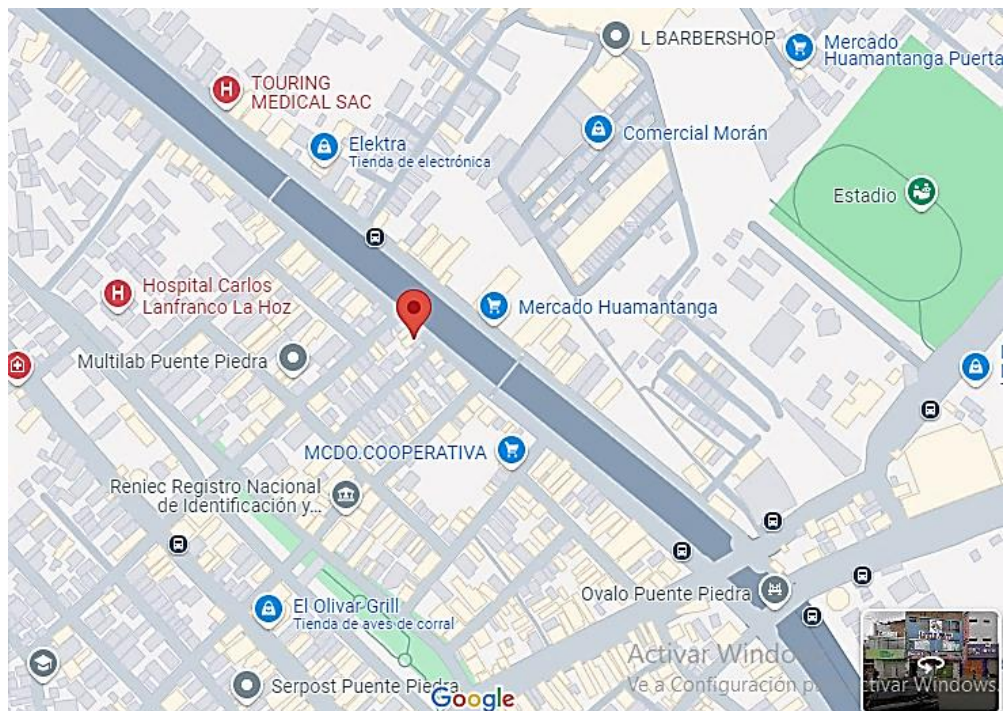 L BARBERSHOP
Mercado
Huamantanga Puerta
TOURING
MEDICAL SAC
Elektra
Tienda de electrónica
Comercial Morán
Estadio
Hospital Carlos
Lanfranco La Hoz
Mercado Huamantanga
Multilab Puente Piedra
MCDO.COOPERATIVA
Reniec Registro Nacional
de Identificación y...
Ovalo Puente Piedra
El Olivar Grill
Tienda de aves de corral
Serpost Puente Piedra
Google
Activar Windo
Ve a Configuración p
ctivar Windows.